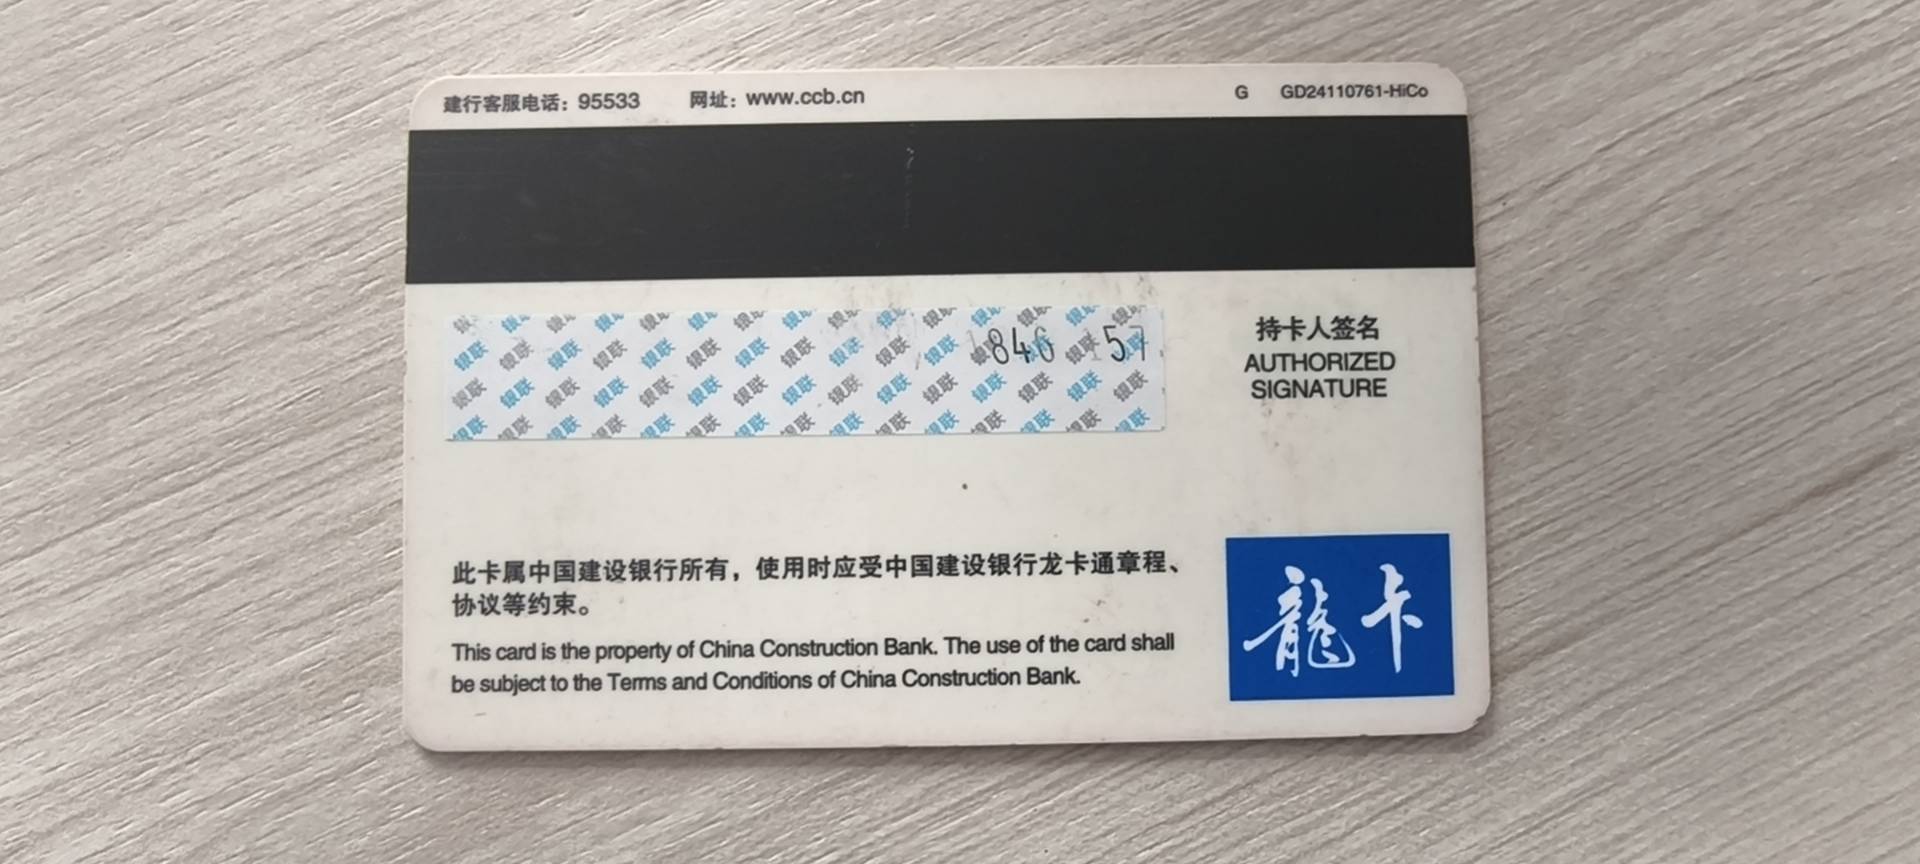 建行客服电话：95533 网址：www.ccb.cn G GD24110761-HiCo
银联
持卡人签名
AUTHORIZED
SIGNATURE
此卡属中国建设银行所有，使用时应受中国建设银行龙卡通章程、
协议等约束。
This card is the property of China Construction Bank. The use of the card shall
be subject to the Terms and Conditions of China Construction Bank.
龍卡